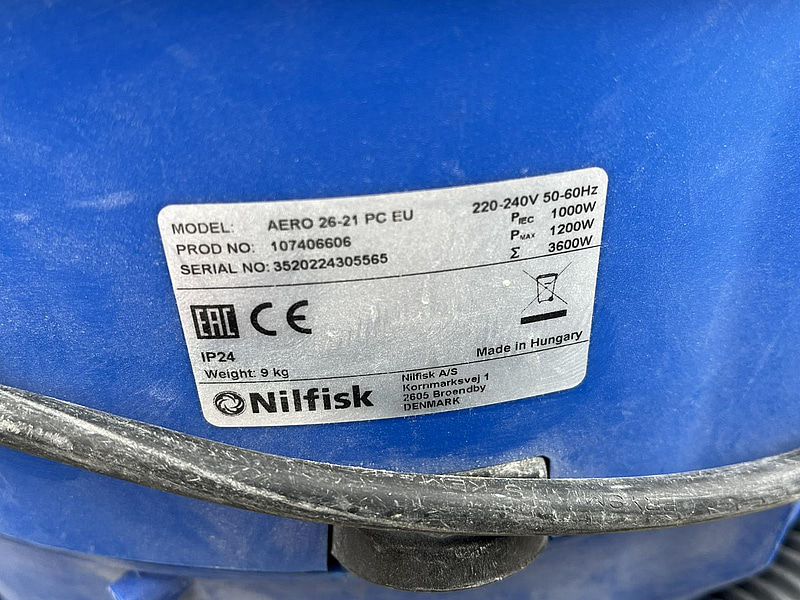 MODEL: AERO 26-21 PC EU
PROD NO: 107406606
SERIAL NO: 3520224305565
220-240V 50-60Hz
PIEC 1000W
PMAX 1200W
Σ 3600W
EAC CE
IP24
Weight: 9 kg
Made in Hungary
Nilfisk
Nilfisk A/S
Kornmarksvej 1
2605 Broendby
DENMARK